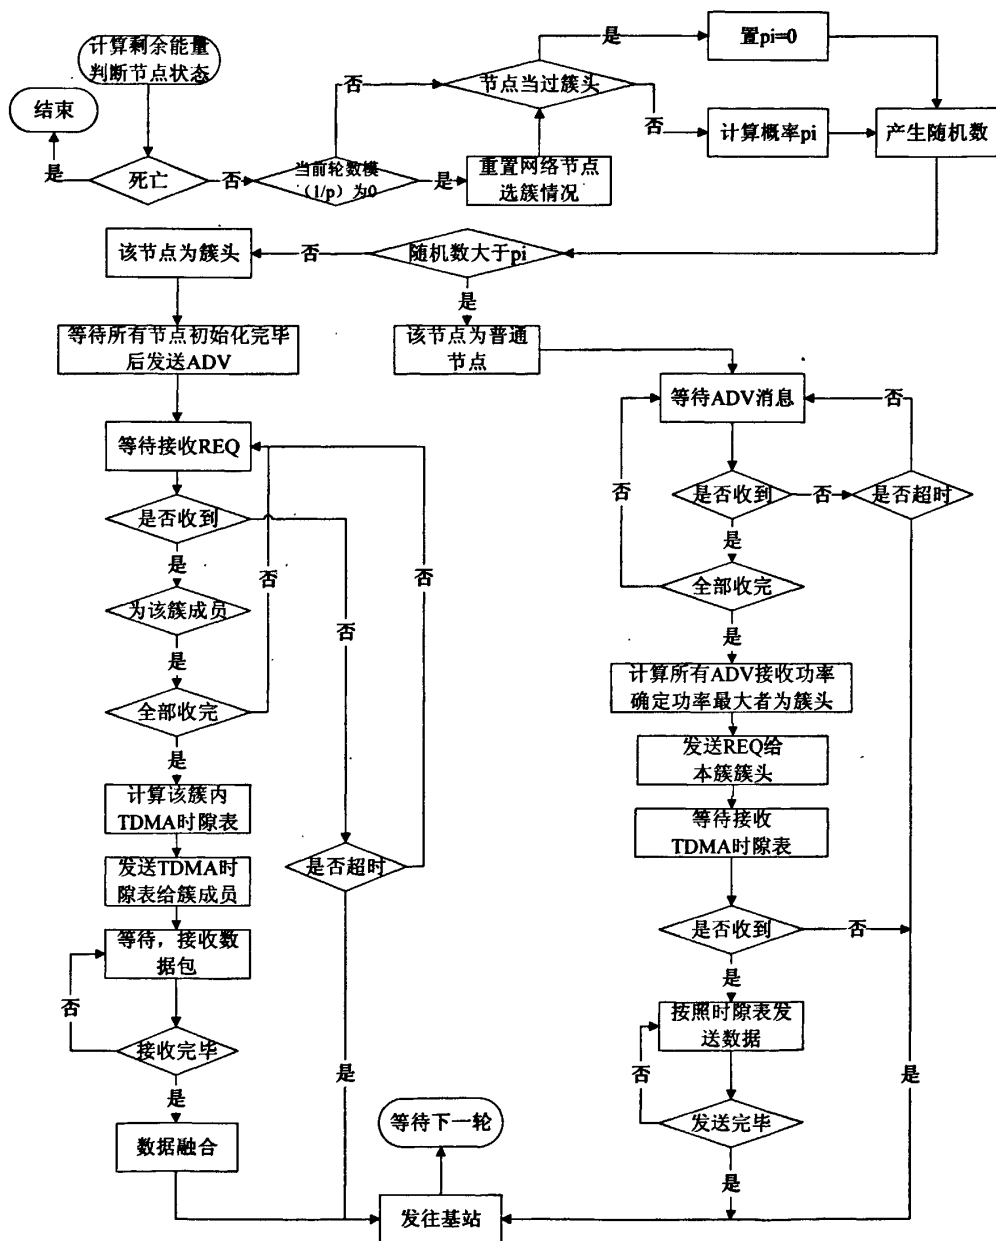 计算剩余能量
判断节点状态
结束
是
死亡
否
当前轮数模
（1/p）为0
否
是
重置网络节点
选簇情况
节点当过簇头
是
否
置pi=0
计算概率pi
产生随机数
随机数大于pi
否
是
该节点为簇头
等待所有节点初始化完毕
后发送ADV
等待接收REQ
是否收到
是
否
为该簇成员
是
全部收完
否
是
计算该簇内
TDMA时隙表
发送TDMA时
隙表给簇成员
等待，接收数
据包
否
接收完毕
是
数据融合
是否超时
否
是
该节点为普通
节点
等待ADV消息
是否收到
否
是否超时
否
是
是
全部收完
否
是
计算所有ADV接收功率
确定功率最大者为簇头
发送REQ给
本簇簇头
等待接收
TDMA时隙表
是否收到
否
是
按照时隙表发
送数据
否
发送完毕
是
发往基站
等待下一轮